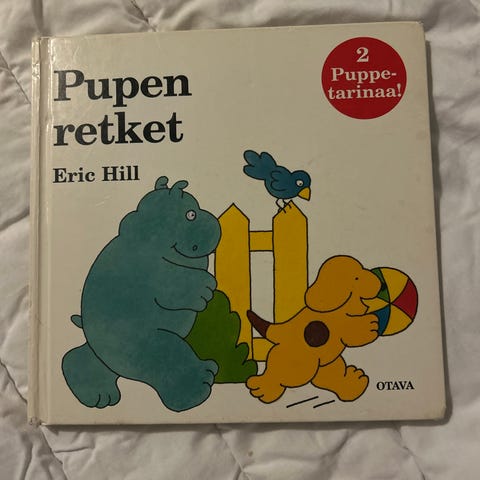 Pupen
retket
Eric Hill
2
Puppe-
tarinaa!
OTAVA